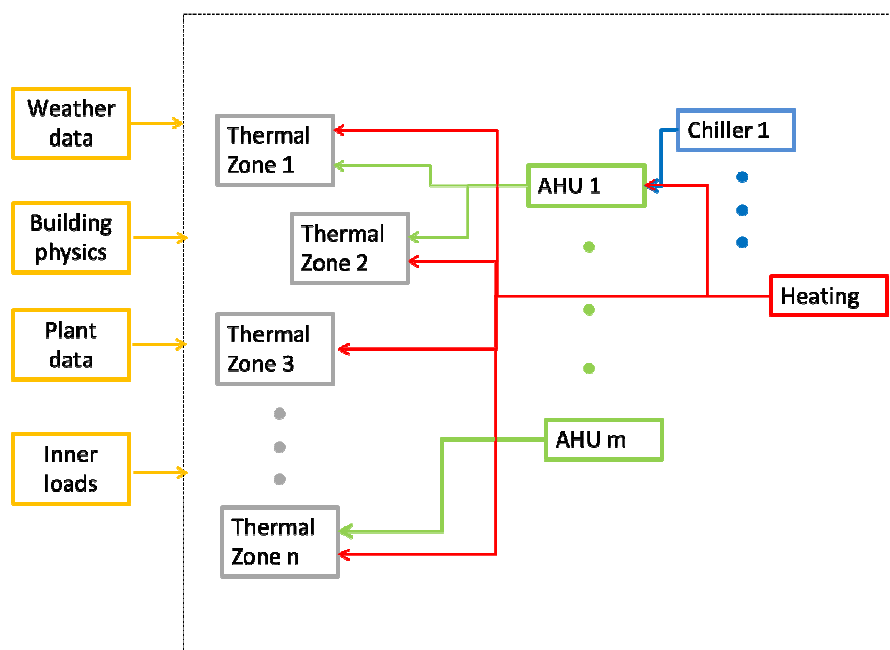 Weather
data
Building
physics
Plant
data
Inner
loads
Thermal
Zone 1
Thermal
Zone 2
Thermal
Zone 3
Thermal
Zone n
AHU 1
AHU m
Chiller 1
Heating